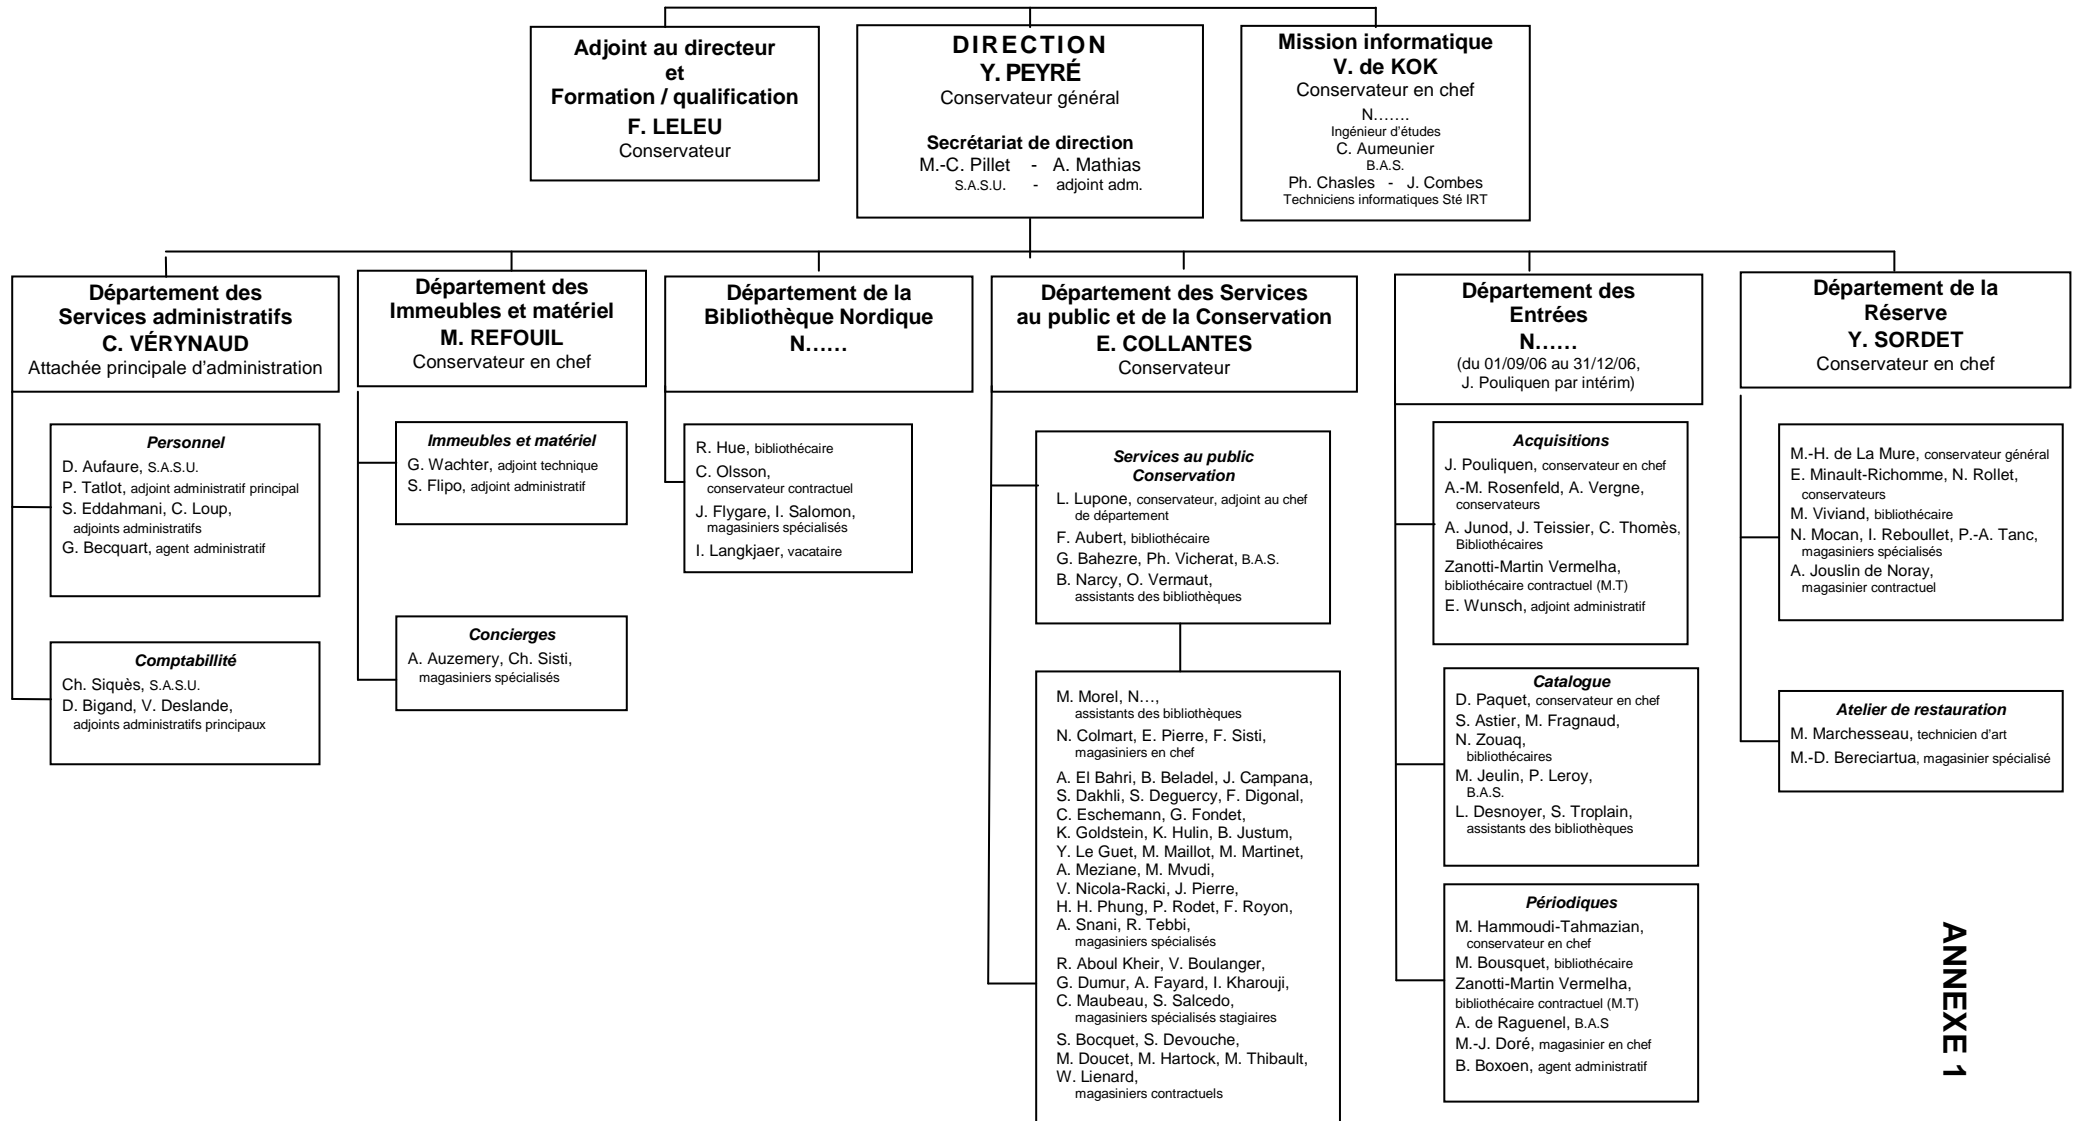 Adjoint au directeur
et
Formation / qualification
F. LELEU
Conservateur
DIRECTION
Y. PEYRÉ
Conservateur général
Secrétariat de direction
M.-C. Pillet - A. Mathias
S.A.S.U. - adjoint adm.
Mission informatique
V. de KOK
Conservateur en chef
N…….
Ingénieur d'études
C. Aumeunier
B.A.S.
Ph. Chasles - J. Combes
Techniciens informatiques Sté IRT
Département des
Services administratifs
C. VÉRYNAUD
Attachée principale d'administration
Personnel
D. Aufaure, S.A.S.U.
P. Tatlot, adjoint administratif principal
S. Eddahmani, C. Loup,
adjoints administratifs
G. Becquart, agent administratif
Comptabillité
Ch. Siquès, S.A.S.U.
D. Bigand, V. Deslande,
adjoints administratifs principaux
Département des
Immeubles et matériel
M. REFOUIL
Conservateur en chef
Immeubles et matériel
G. Wachter, adjoint technique
S. Flipo, adjoint administratif
Concierges
A. Auzemery, Ch. Sisti,
magasiniers spécialisés
Département de la
Bibliothèque Nordique
N……
R. Hue, bibliothécaire
C. Olsson,
conservateur contractuel
J. Flygare, I. Salomon,
magasiniers spécialisés
I. Langkjaer, vacataire
Département des Services
au public et de la Conservation
E. COLLANTES
Conservateur
Services au public
Conservation
L. Lupone, conservateur, adjoint au chef
de département
F. Aubert, bibliothécaire
G. Bahezre, Ph. Vicherat, B.A.S.
B. Narcy, O. Vermaut,
assistants des bibliothèques
M. Morel, N…,
assistants des bibliothèques
N. Colmart, E. Pierre, F. Sisti,
magasiniers en chef
A. El Bahri, B. Beladel, J. Campana,
S. Dakhli, S. Deguercy, F. Digonal,
C. Eschemann, G. Fondet,
K. Goldstein, K. Hulin, B. Justum,
Y. Le Guet, M. Maillot, M. Martinet,
A. Meziane, M. Mvudi,
V. Nicola-Racki, J. Pierre,
H. H. Phung, P. Rodet, F. Royon,
A. Snani, R. Tebbi,
magasiniers spécialisés
R. Aboul Kheir, V. Boulanger,
G. Dumur, A. Fayard, I. Kharouji,
C. Maubeau, S. Salcedo,
magasiniers spécialisés stagiaires
S. Bocquet, S. Devouche,
M. Doucet, M. Hartock, M. Thibault,
W. Lienard,
magasiniers contractuels
Département des
Entrées
N……
(du 01/09/06 au 31/12/06,
J. Pouliquen par intérim)
Acquisitions
J. Pouliquen, conservateur en chef
A.-M. Rosenfeld, A. Vergne,
conservateurs
A. Junod, J. Teissier, C. Thomès,
Bibliothécaires
Zanotti-Martin Vermelha,
bibliothécaire contractuel (M.T)
E. Wunsch, adjoint administratif
Catalogue
D. Paquet, conservateur en chef
S. Astier, M. Fragnaud,
N. Zouaq,
bibliothécaires
M. Jeulin, P. Leroy,
B.A.S.
L. Desnoyer, S. Troplain,
assistants des bibliothèques
Périodiques
M. Hammoudi-Tahmazian,
conservateur en chef
M. Bousquet, bibliothécaire
Zanotti-Martin Vermelha,
bibliothécaire contractuel (M.T)
A. de Raguenel, B.A.S
M.-J. Doré, magasinier en chef
B. Boxoen, agent administratif
Département de la
Réserve
Y. SORDET
Conservateur en chef
M.-H. de La Mure, conservateur général
E. Minault-Richomme, N. Rollet,
conservateurs
M. Viviand, bibliothécaire
N. Mocan, I. Reboullet, P.-A. Tanc,
magasiniers spécialisés
A. Jouslin de Noray,
magasinier contractuel
Atelier de restauration
M. Marchesseau, technicien d'art
M.-D. Bereciartua, magasinier spécialisé
ANNEXE 1